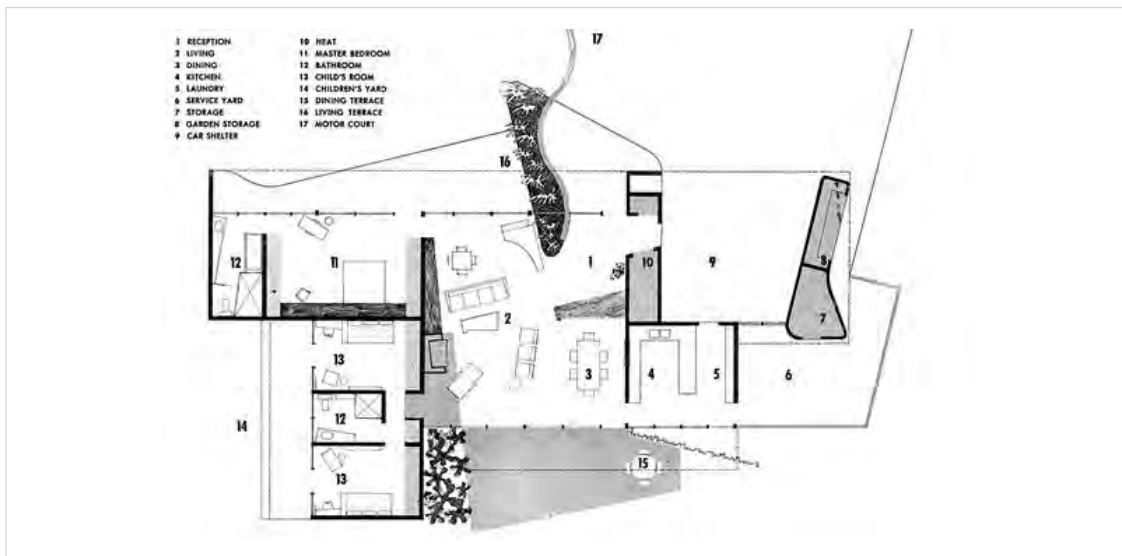 1 RECEPTION
2 LIVING
3 DINING
4 KITCHEN
5 LAUNDRY
6 SERVICE YARD
7 STORAGE
8 GARDEN STORAGE
9 CAR SHELTER
10 HEAT
11 MASTER BEDROOM
12 BATHROOM
13 CHILD'S ROOM
14 CHILDREN'S YARD
15 DINING TERRACE
16 LIVING TERRACE
17 MOTOR COURT
17
16
12
11
1
10
9
8
7
2
13
3
4
5
6
14
12
13
15